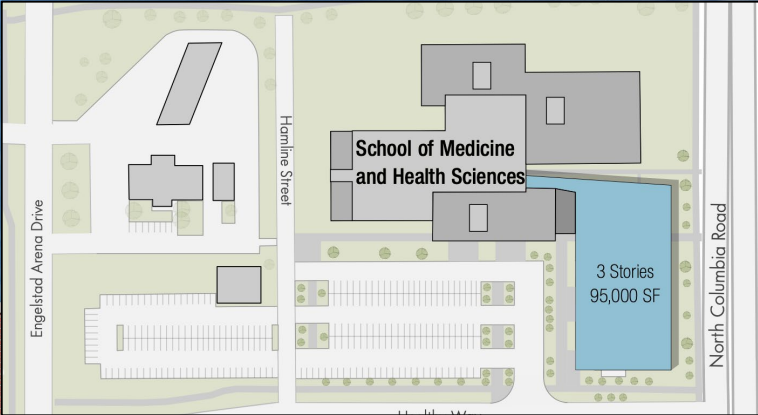 Hamline Street
School of Medicine
and Health Sciences
Engelstad Arena Drive
3 Stories
95,000 SF
North Columbia Road